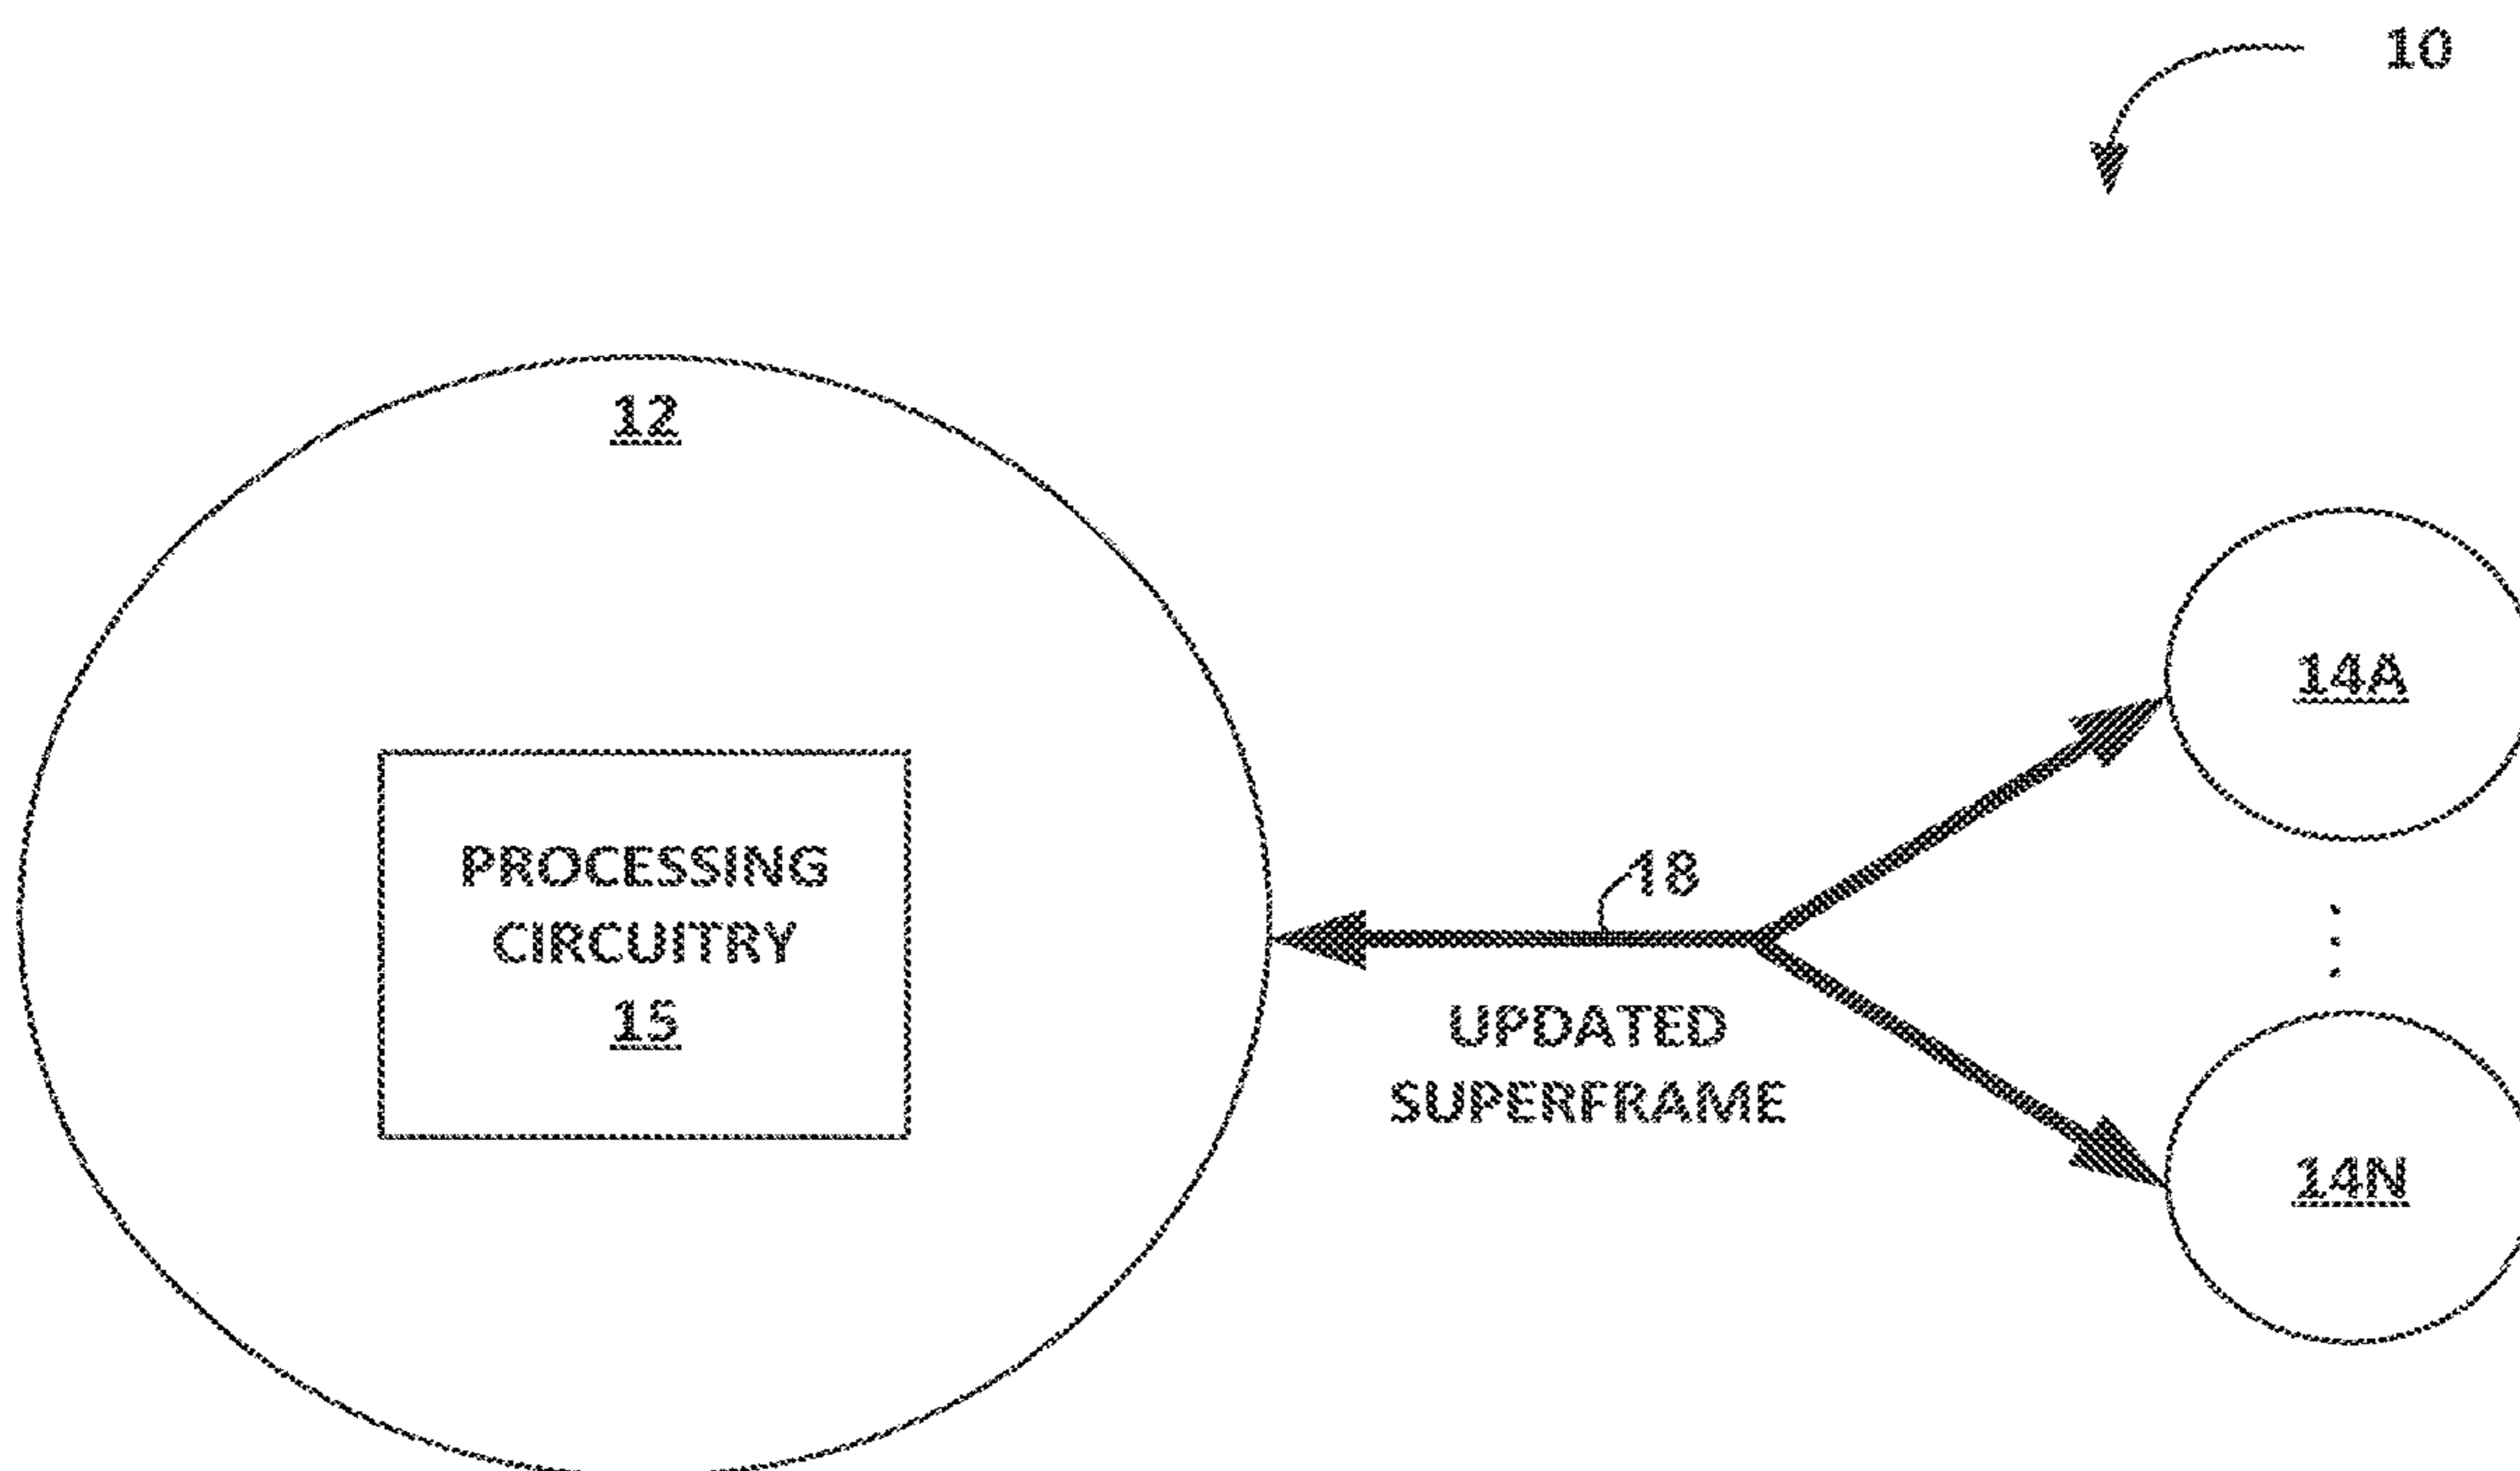 10
12
14A
PROCESSING
CIRCUITRY
15
18
UPDATED
SUPERFRAME
14N